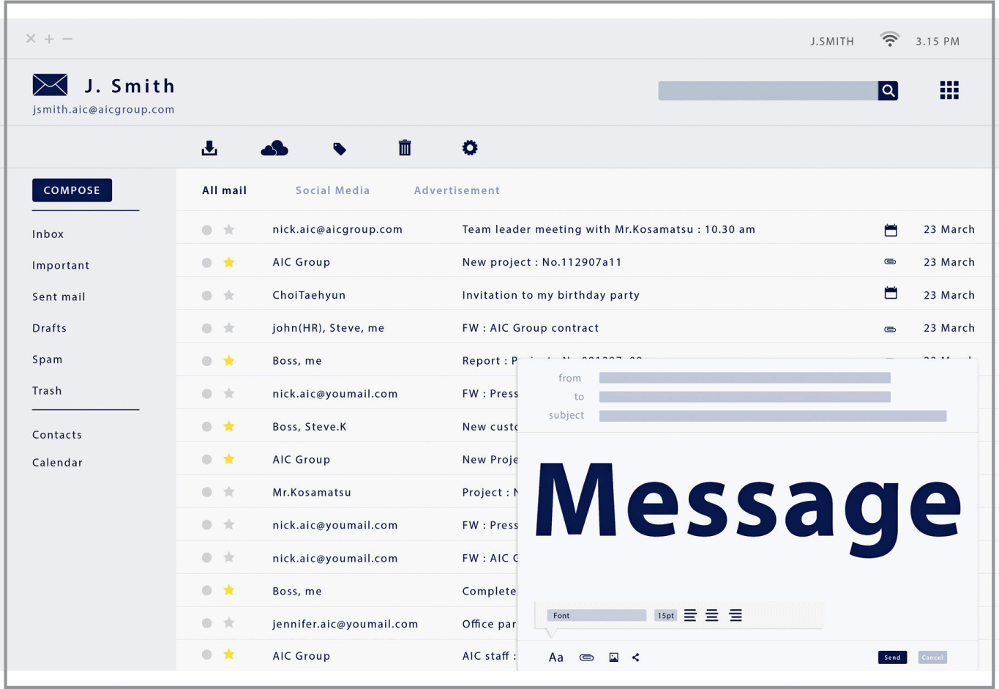 J.SMITH 3.15 PM
J. Smith
jsmith.aic@aicgroup.com
COMPOSE
Inbox
Important
Sent mail
Drafts
Spam
Trash
Contacts
Calendar
All mail Social Media Advertisement
nick.aic@aicgroup.com Team leader meeting with Mr.Kosamatsu : 10.30 am 23 March
AIC Group New project : No.112907a11 23 March
ChoiTaehyun Invitation to my birthday party 23 March
john(HR), Steve, me FW : AIC Group contract 23 March
Boss, me Report :
nick.aic@youmail.com FW : Press
Boss, Steve.K New custo
AIC Group New Proje
Mr.Kosamatsu Project :
nick.aic@youmail.com FW : Press
nick.aic@youmail.com FW : AIC
Boss, me Complete
jennifer.aic@youmail.com Office par
AIC Group AIC staff :
from
to
subject
Message
Font 15pt
Aa Send Cancel